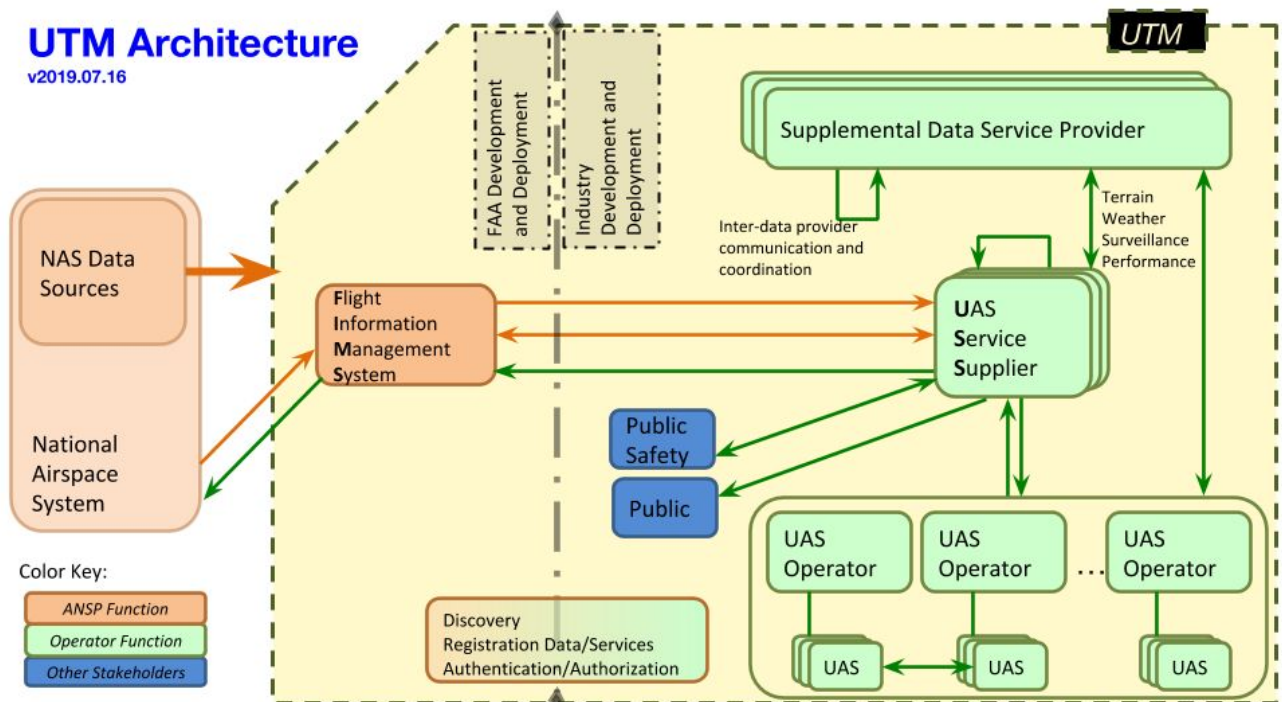 UTM Architecture
v2019.07.16
UTM
FAA Development
and Deployment
Industry
Development and
Deployment
Supplemental Data Service Provider
Inter-data provider
communication and
coordination
Terrain
Weather
Surveillance
Performance
NAS Data
Sources
National
Airspace
System
Flight
Information
Management
System
UAS
Service
Supplier
Public
Safety
Public
UAS
Operator
UAS
Operator
...
UAS
Operator
UAS
UAS
UAS
Discovery
Registration Data/Services
Authentication/Authorization
Color Key:
ANSP Function
Operator Function
Other Stakeholders